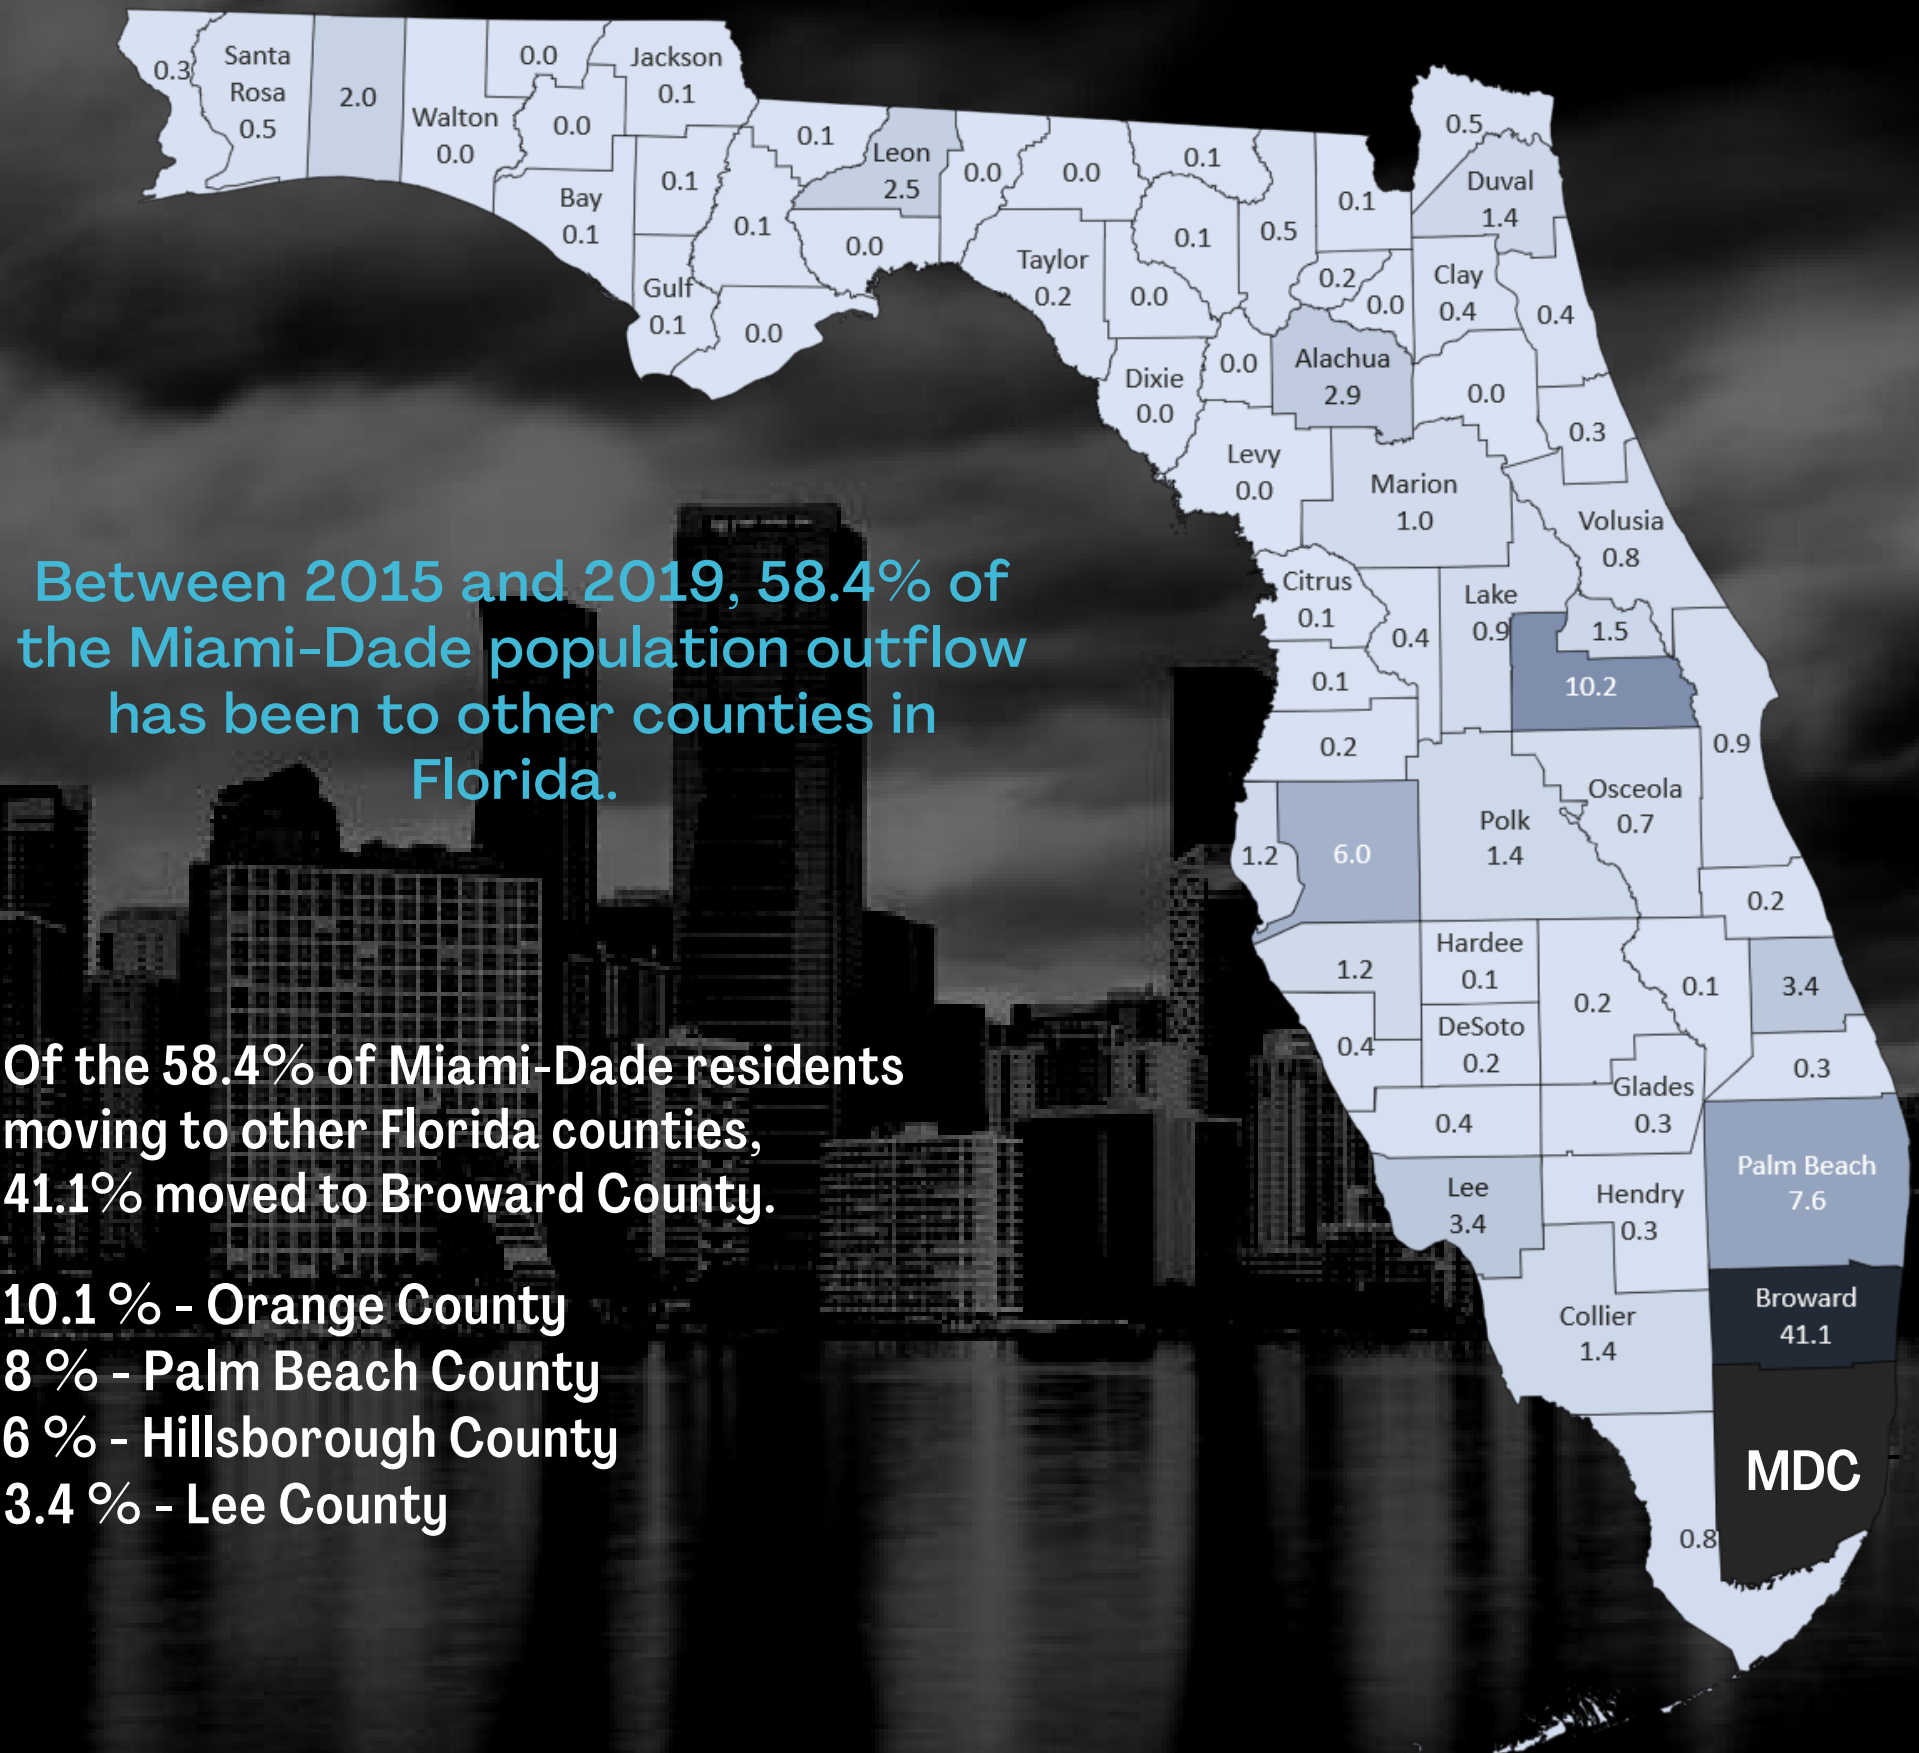 0.3
Santa
Rosa
0.5
2.0
Walton
0.0
0.0
0.0
Jackson
0.1
Bay
0.1
0.1
Gulf
0.1
0.1
0.0
0.1
Leon
2.5
0.0
0.0
0.0
0.1
Taylor
0.2
0.0
0.1
0.5
0.1
0.5
Duval
1.4
0.2
0.0
Clay
0.4
0.4
Dixie
0.0
0.0
Alachua
2.9
0.0
0.3
Levy
0.0
Marion
1.0
Volusia
0.8
Citrus
0.1
0.4
Lake
0.9
1.5
10.2
0.1
0.2
0.9
Osceola
0.7
Polk
1.4
1.2
6.0
0.2
Hardee
0.1
1.2
0.2
0.1
3.4
0.4
DeSoto
0.2
Glades
0.3
0.3
0.4
Lee
3.4
Hendry
0.3
Palm Beach
7.6
Broward
41.1
Collier
1.4
MDC
0.8
Between 2015 and 2019, 58.4% of
the Miami-Dade population outflow
has been to other counties in
Florida.
Of the 58.4% of Miami-Dade residents
moving to other Florida counties,
41.1% moved to Broward County.
10.1 % - Orange County
8 % - Palm Beach County
6 % - Hillsborough County
3.4 % - Lee County